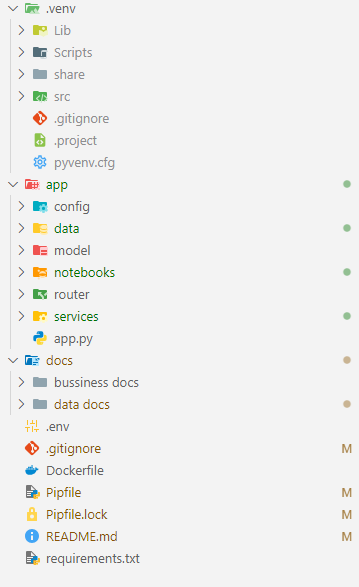 .venv
Lib
Scripts
share
src
.gitignore
.project
pyvenv.cfg
app
config
data
model
notebooks
router
services
app.py
docs
bussiness docs
data docs
.env
.gitignore M
Dockerfile
Pipfile M
Pipfile.lock M
README.md M
requirements.txt